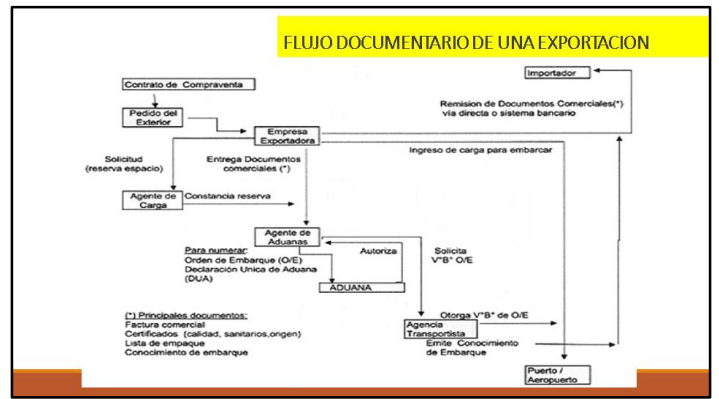 FLUJO DOCUMENTARIO DE UNA EXPORTACION
Importador
Contrato de Compraventa
Remision de Documentos Comerciales(*)
vía directa o sistema bancario
Pedido del
Exterior
Empresa
Exportadora
Ingreso de carga para embarcar
Solicitud
(reserva espacio)
Entrega Documentos
comerciales (*)
Agente de
Carga
Constancia reserva
Agente de
Aduanas
Para numerar:
Orden de Embarque (O/E)
Declaración Unica de Aduana
(DUA)
Autoriza
Solicita
V°B° O/E
ADUANA
(*) Principales documentos:
Factura comercial
Certificados (calidad, sanitarios,origen)
Lista de empaque
Conocimiento de embarque
Otorga V°B° de O/E
Agencia
Transportista
Emite Conocimiento
de Embarque
Puerto /
Aeropuerto